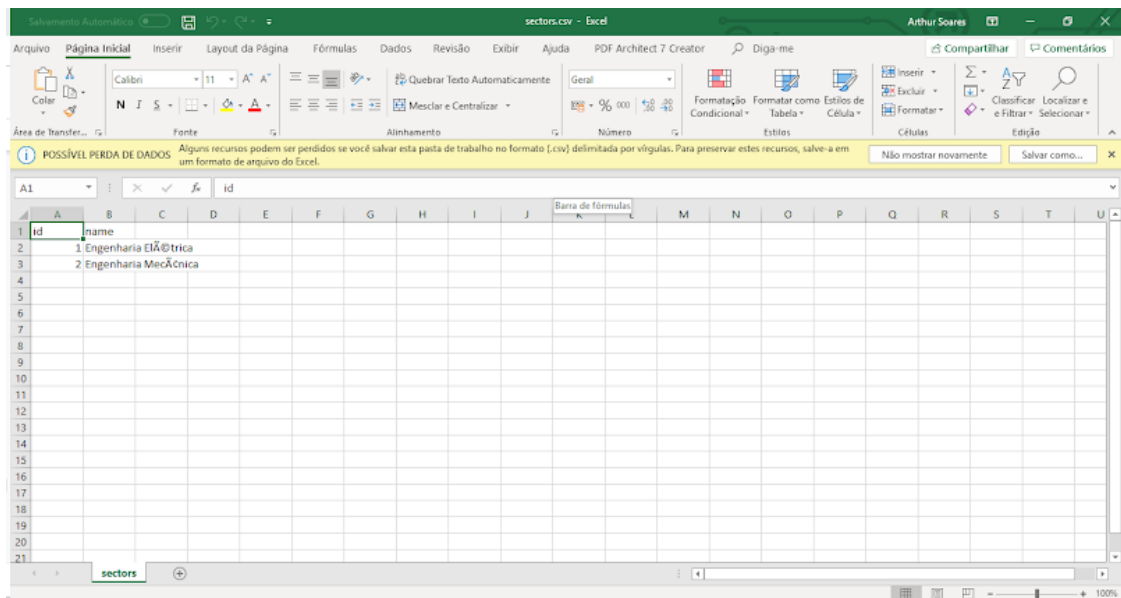 Salvamento Automático
sectors.csv - Excel
Arthur Soares
Arquivo Página Inicial Inserir Layout da Página Fórmulas Dados Revisão Exibir Ajuda PDF Architect 7 Creator Diga-me Compartilhar Comentários
Colar
Calibri 11
N I S
A A
Quebrar Texto Automaticamente
Mesclar e Centralizar
Geral
% 000
Formatação Condicional
Formatar como Tabela
Estilos de Célula
Inserir
Excluir
Formatar
Classificar e Filtrar
Localizar e Selecionar
Área de Transfer... Fonte Alinhamento Número Estilos Células Edição
POSSÍVEL PERDA DE DADOS Alguns recursos podem ser perdidos se você salvar esta pasta de trabalho no formato (.csv) delimitada por vírgulas. Para preservar estes recursos, salve-a em
um formato de arquivo do Excel.
Não mostrar novamente Salvar como...
A1 fx id
Barra de fórmulas
A B C D E F G H I J K L M N O P Q R S T U
1 id name
2 1 Engenharia ElÃ©trica
3 2 Engenharia MecÃ¢nica
4
5
6
7
8
9
10
11
12
13
14
15
16
17
18
19
20
21
sectors
100%